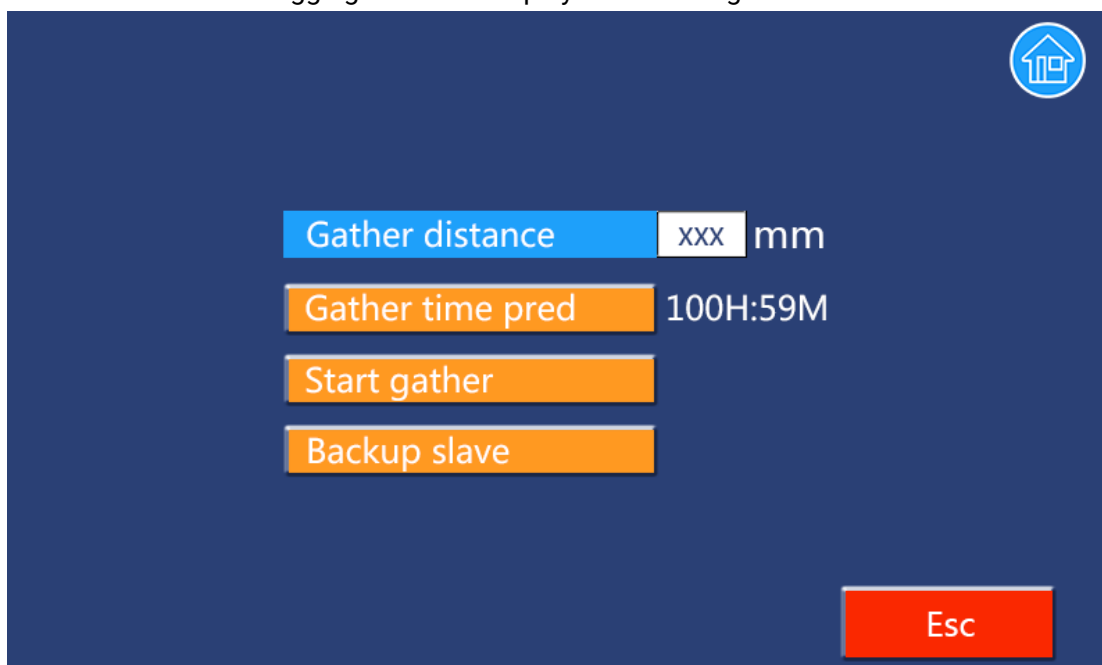 Gather distance xxx mm
Gather time pred 100H:59M
Start gather
Backup slave
Esc